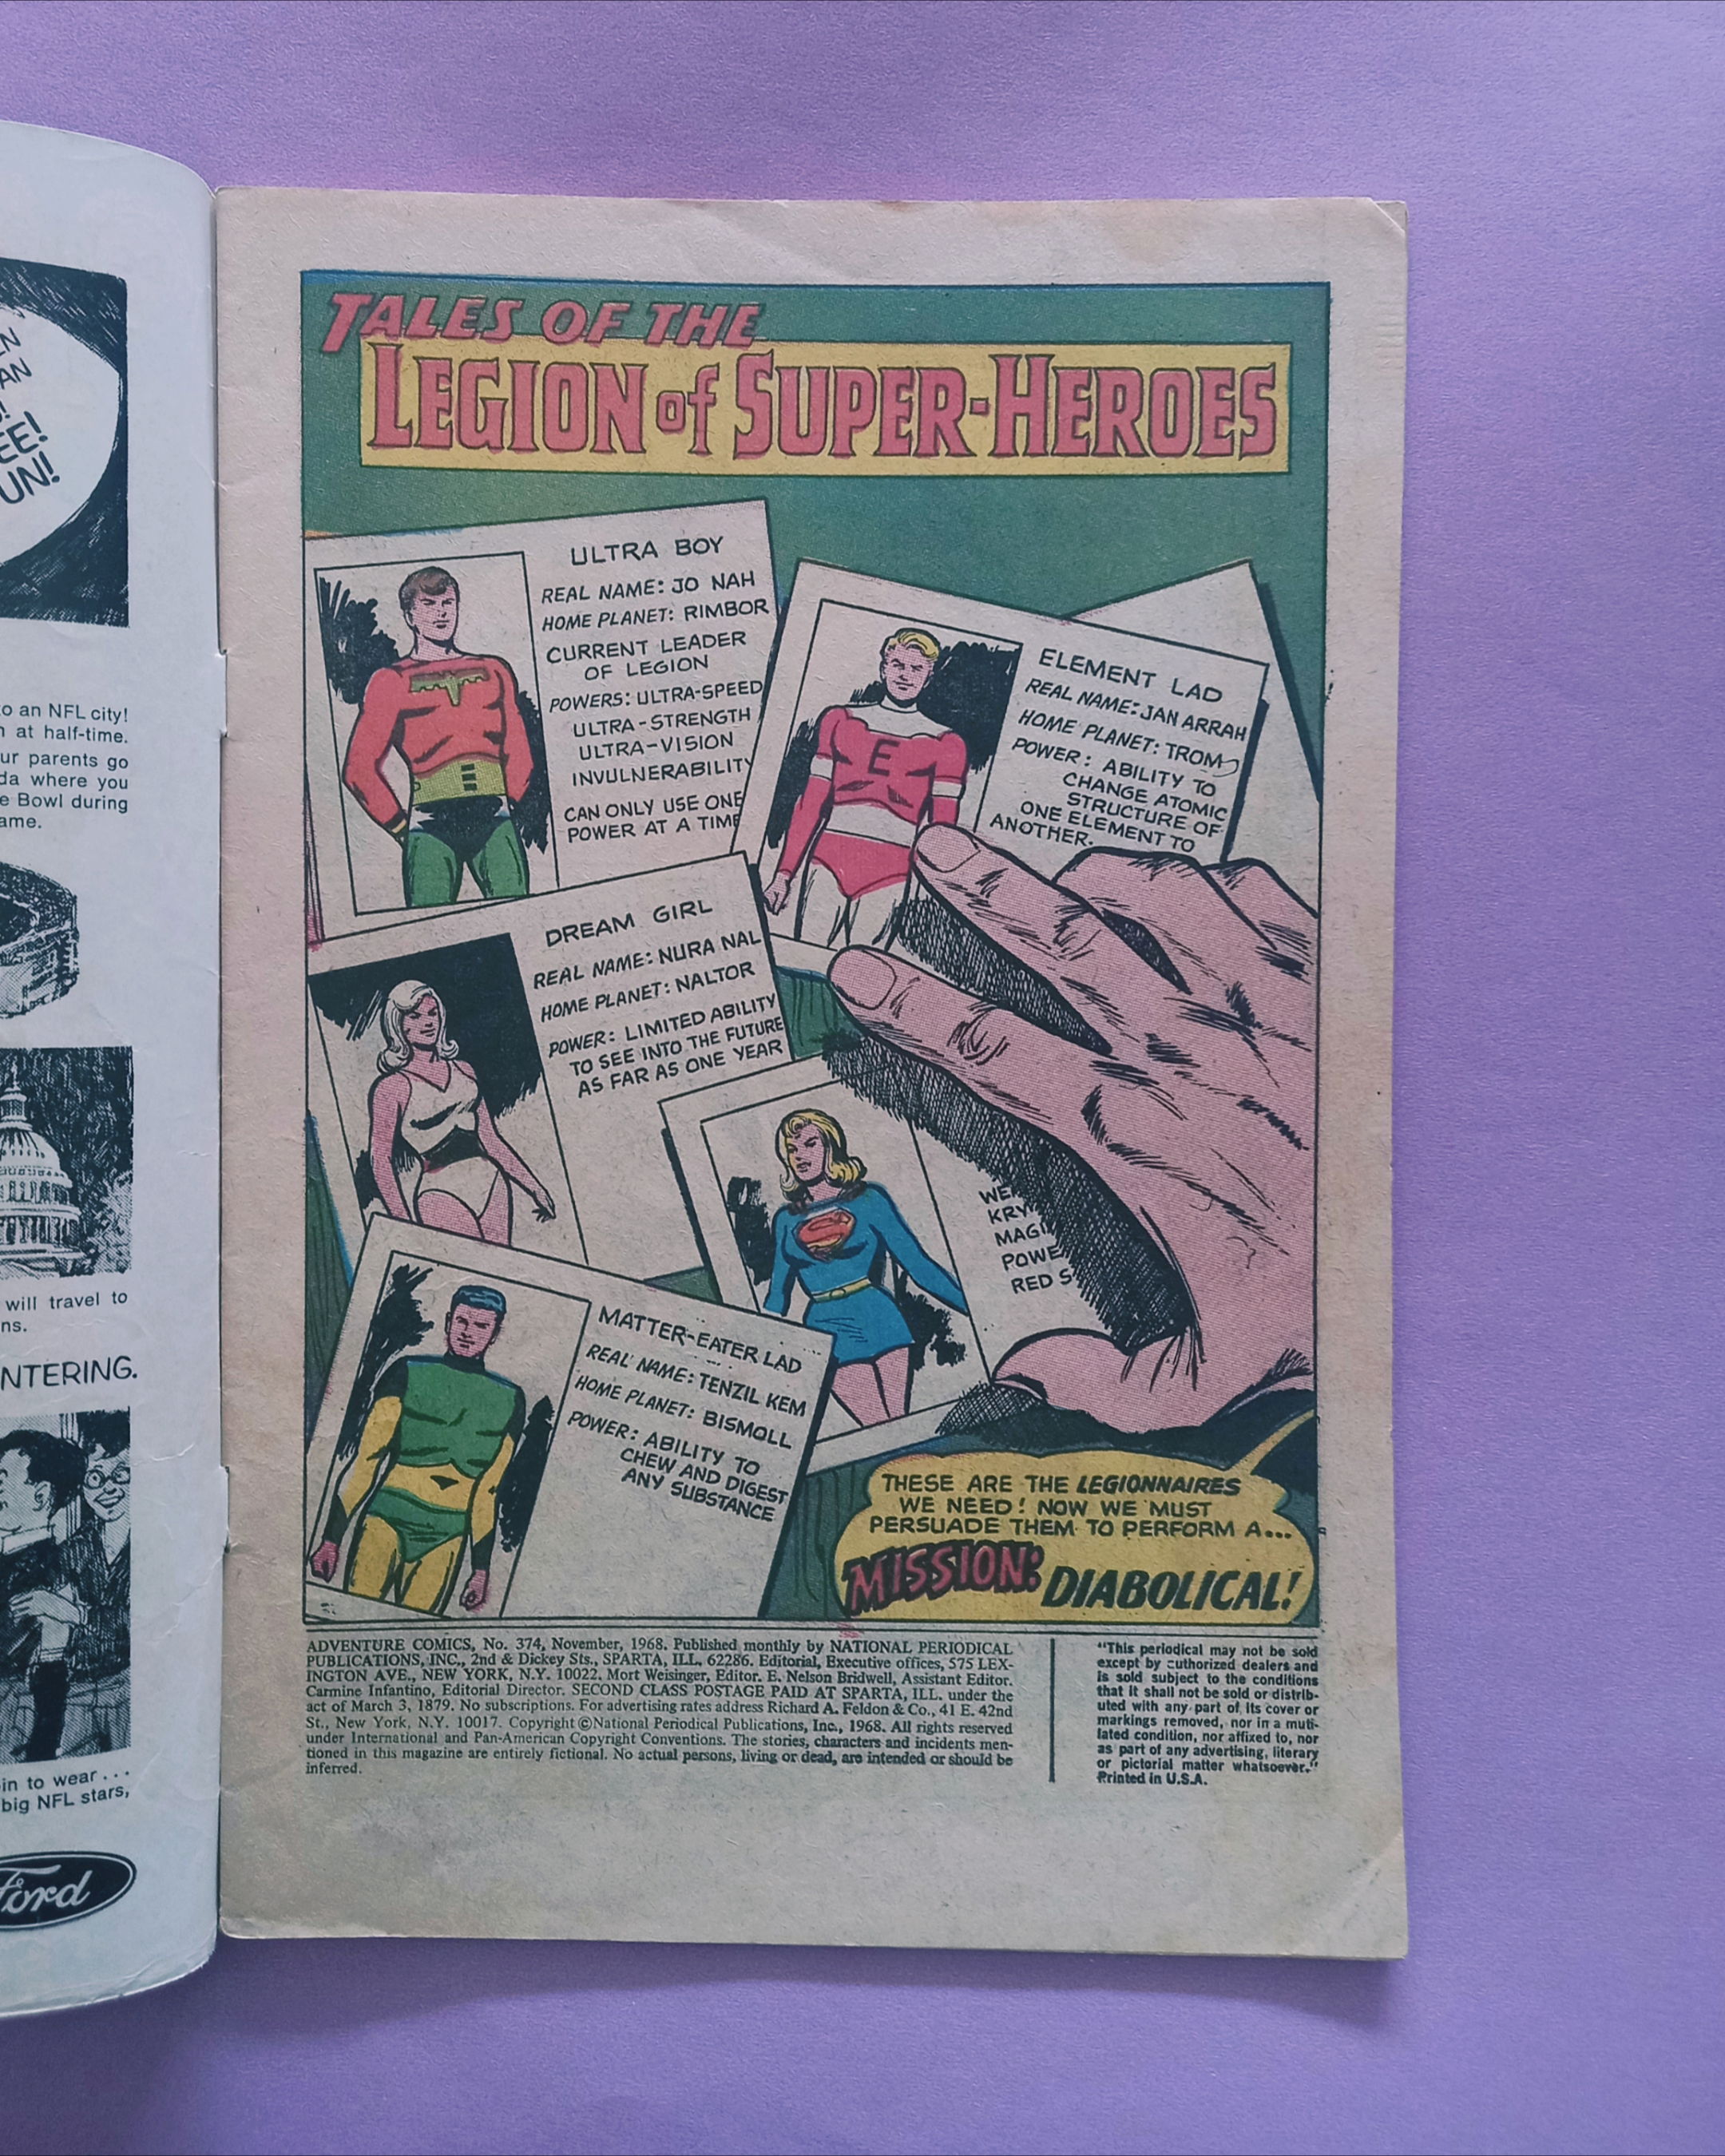 EN
AN
EE!
UN!
to an NFL city!
at half-time.
ur parents go
da where you
e Bowl during
ame.
will travel to
ns.
NTERING.
in to wear...
big NFL stars,
Ford
TALES OF THE
LEGION of SUPER-HEROES
ULTRA BOY
REAL NAME: JO NAH
HOME PLANET: RIMBOR
CURRENT LEADER
OF LEGION
POWERS: ULTRA-SPEED
ULTRA-STRENGTH
ULTRA-VISION
INVULNERABILITY
CAN ONLY USE ONE
POWER AT A TIME
ELEMENT LAD
REAL NAME: JAN ARRAH
HOME PLANET: TROM
POWER: ABILITY TO
CHANGE ATOMIC
STRUCTURE OF
ONE ELEMENT TO
ANOTHER.
E
DREAM GIRL
REAL NAME: NURA NAL
HOME PLANET: NALTOR
POWER: LIMITED ABILITY
TO SEE INTO THE FUTURE
AS FAR AS ONE YEAR
S
WE
KRY
MAGI
POWE
RED S
MATTER-EATER LAD
REAL NAME: TENZIL KEM
HOME PLANET: BISMOLL
POWER: ABILITY TO
CHEW AND DIGEST
ANY SUBSTANCE
THESE ARE THE LEGIONNAIRES
WE NEED! NOW WE MUST
PERSUADE THEM TO PERFORM A...
MISSION: DIABOLICAL!
ADVENTURE COMICS, No. 374, November, 1968. Published monthly by NATIONAL PERIODICAL
PUBLICATIONS, INC., 2nd & Dickey Sts., SPARTA, ILL. 62286. Editorial, Executive offices, 575 LEX-
INGTON AVE., NEW YORK, N.Y. 10022. Mort Weisinger, Editor. E. Nelson Bridwell, Assistant Editor.
Carmine Infantino, Editorial Director. SECOND CLASS POSTAGE PAID AT SPARTA, ILL. under the
act of March 3, 1879. No subscriptions. For advertising rates address Richard A. Feldon & Co., 41 E. 42nd
St., New York, N.Y. 10017. Copyright ©National Periodical Publications, Inc., 1968. All rights reserved
under International and Pan-American Copyright Conventions. The stories, characters and incidents men-
tioned in this magazine are entirely fictional. No actual persons, living or dead, are intended or should be
inferred.
"This periodical may not be sold
except by authorized dealers and
is sold subject to the conditions
that it shall not be sold or distrib-
uted with any part of its cover or
markings removed, nor in a muti-
lated condition, nor affixed to, nor
as part of any advertising, literary
or pictorial matter whatsoever."
Printed in U.S.A.